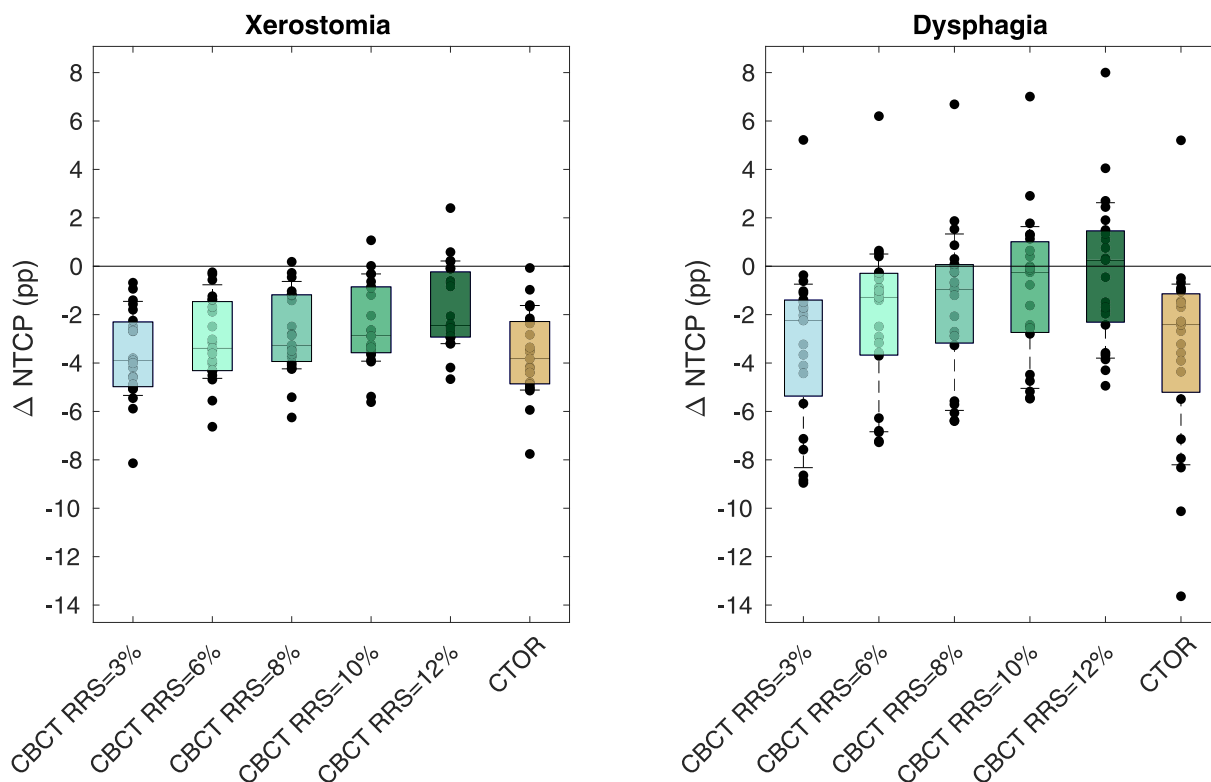 Xerostomia
8
6
4
2
0
-2
-4
-6
-8
-10
-12
-14
Δ NTCP (pp)
CBCT RRS=3%
CBCT RRS=6%
CBCT RRS=8%
CBCT RRS=10%
CBCT RRS=12%
CTOR
Dysphagia
8
6
4
2
0
-2
-4
-6
-8
-10
-12
-14
Δ NTCP (pp)
CBCT RRS=3%
CBCT RRS=6%
CBCT RRS=8%
CBCT RRS=10%
CBCT RRS=12%
CTOR